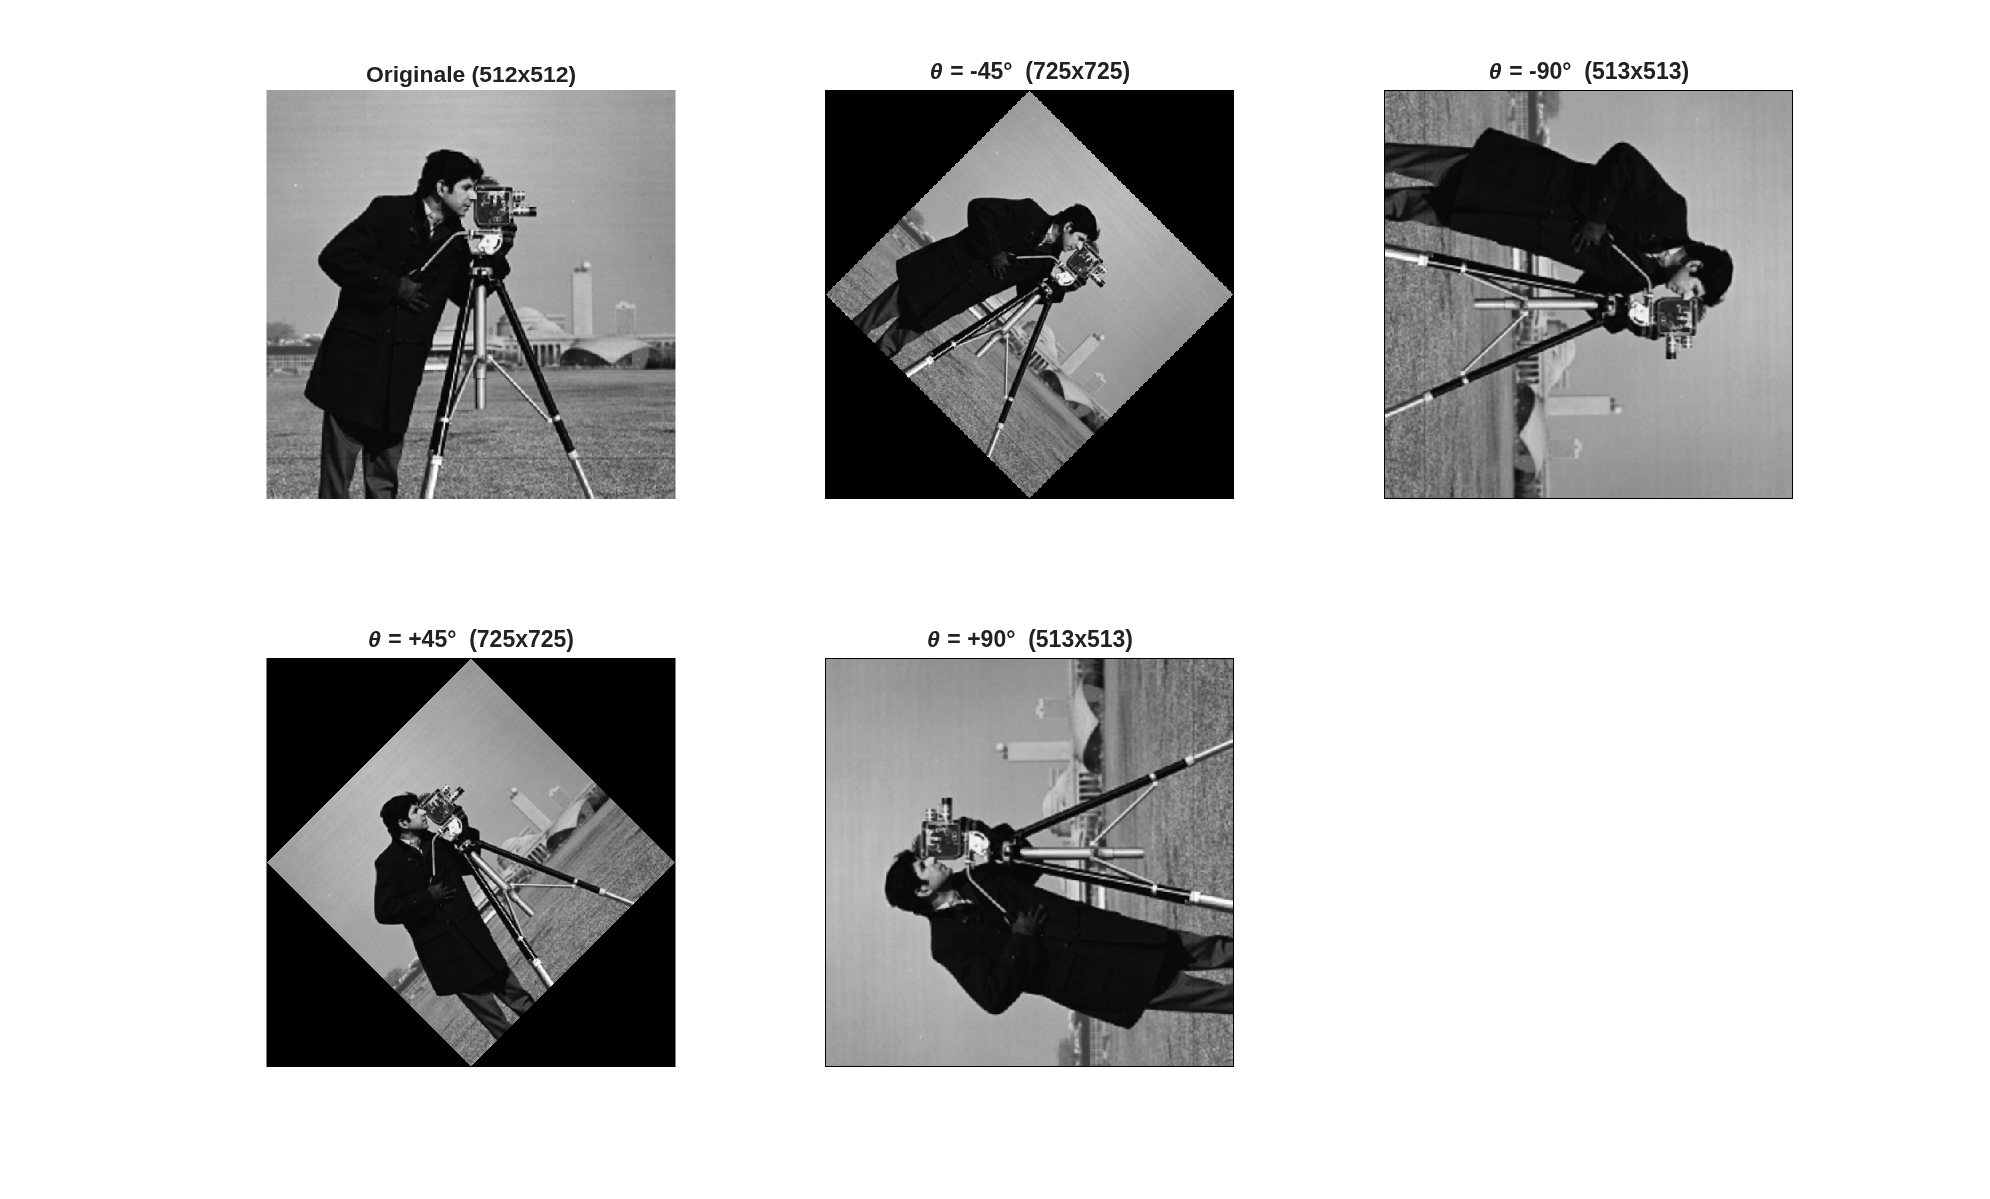 Originale (512x512)
θ = -45° (725x725)
θ = -90° (513x513)
θ = +45° (725x725)
θ = +90° (513x513)